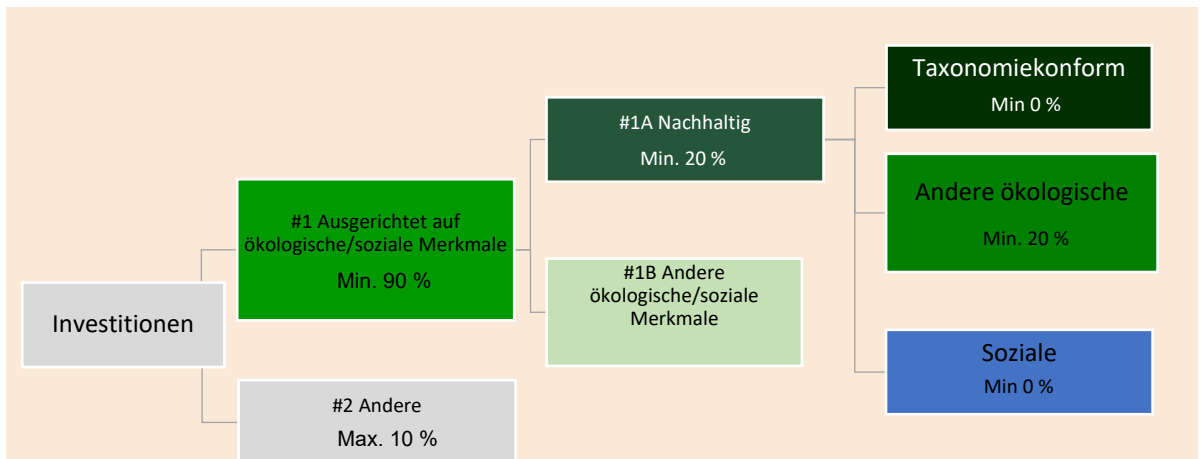 Investitionen
#1 Ausgerichtet auf
ökologische/soziale Merkmale
Min. 90 %
#2 Andere
Max. 10 %
#1A Nachhaltig
Min. 20 %
#1B Andere
ökologische/soziale
Merkmale
Taxonomiekonform
Min 0 %
Andere ökologische
Min. 20 %
Soziale
Min 0 %